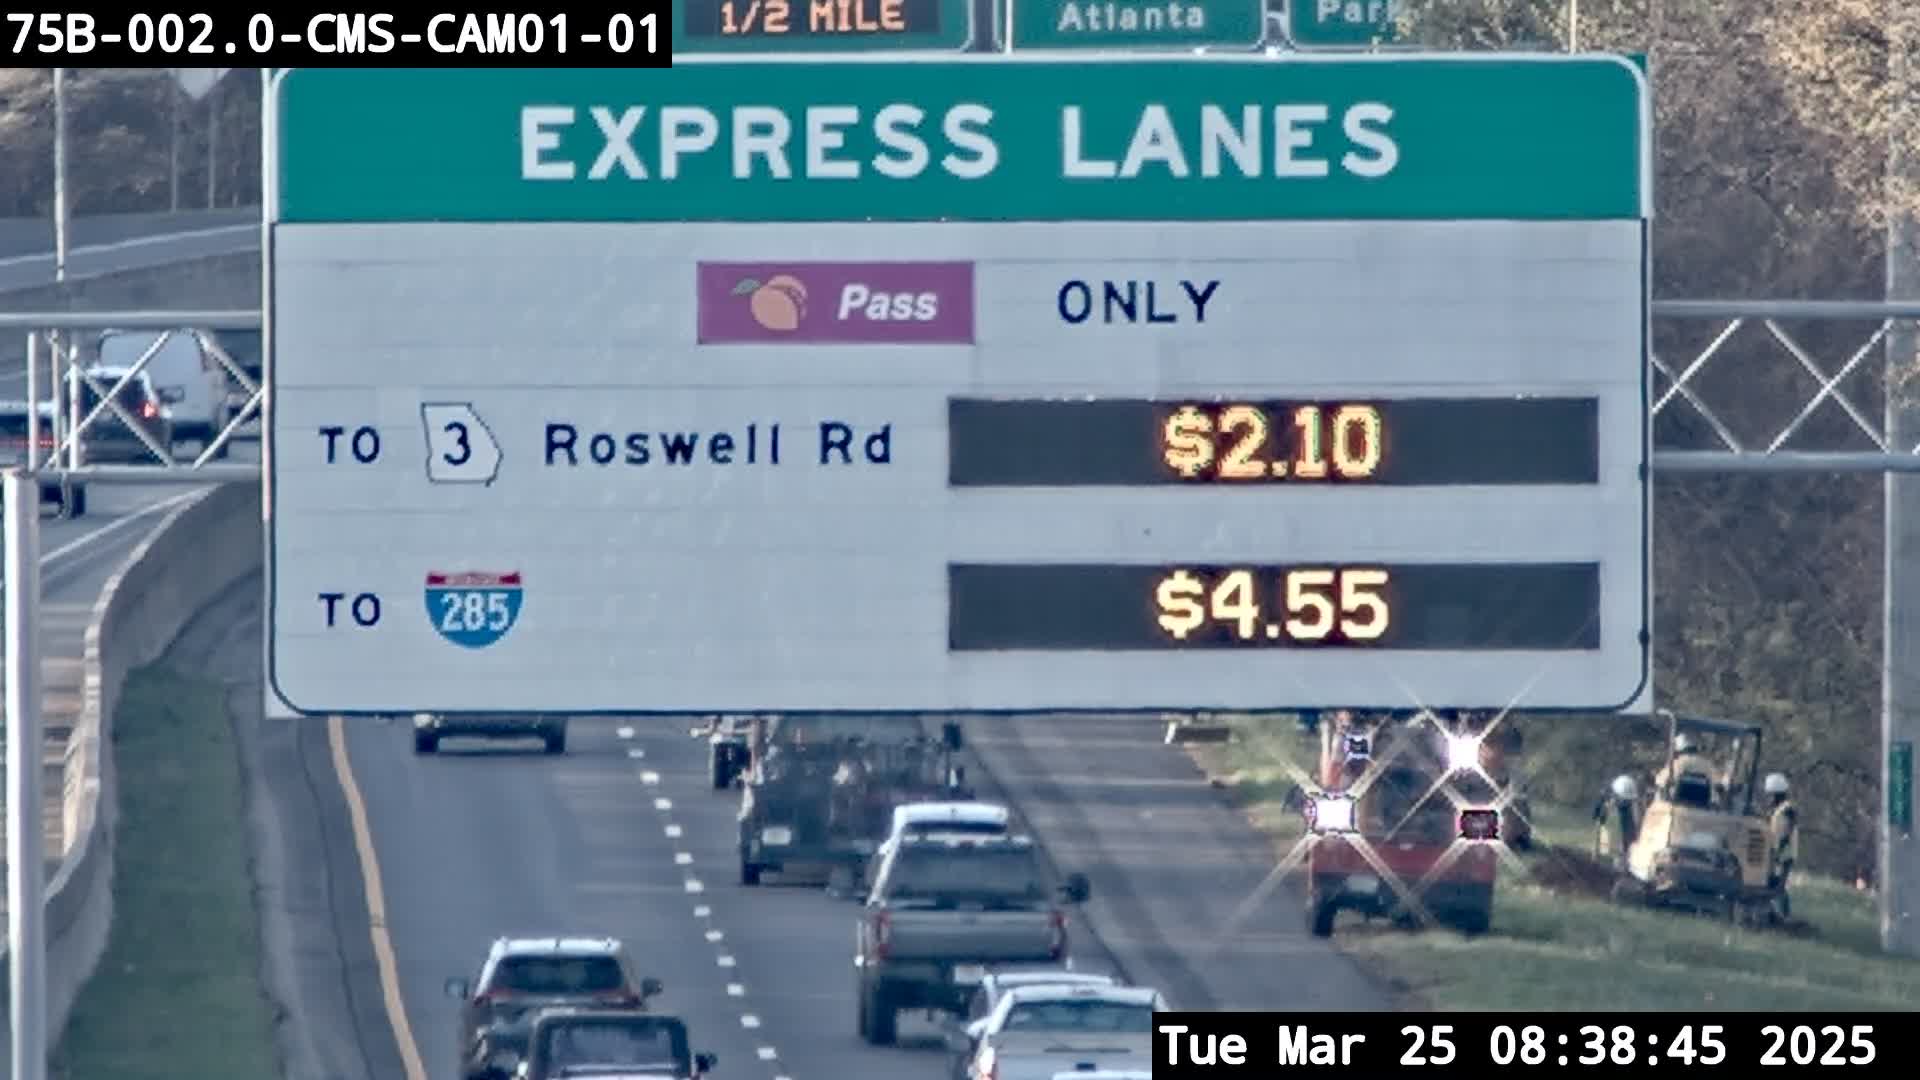 75B-002.0-CMS-CAM01-01
1/2 MILE
Atlanta
EXPRESS LANES
Pass ONLY
TO 3 Roswell Rd $2.10
TO 285 $4.55
Tue Mar 25 08:38:45 2025